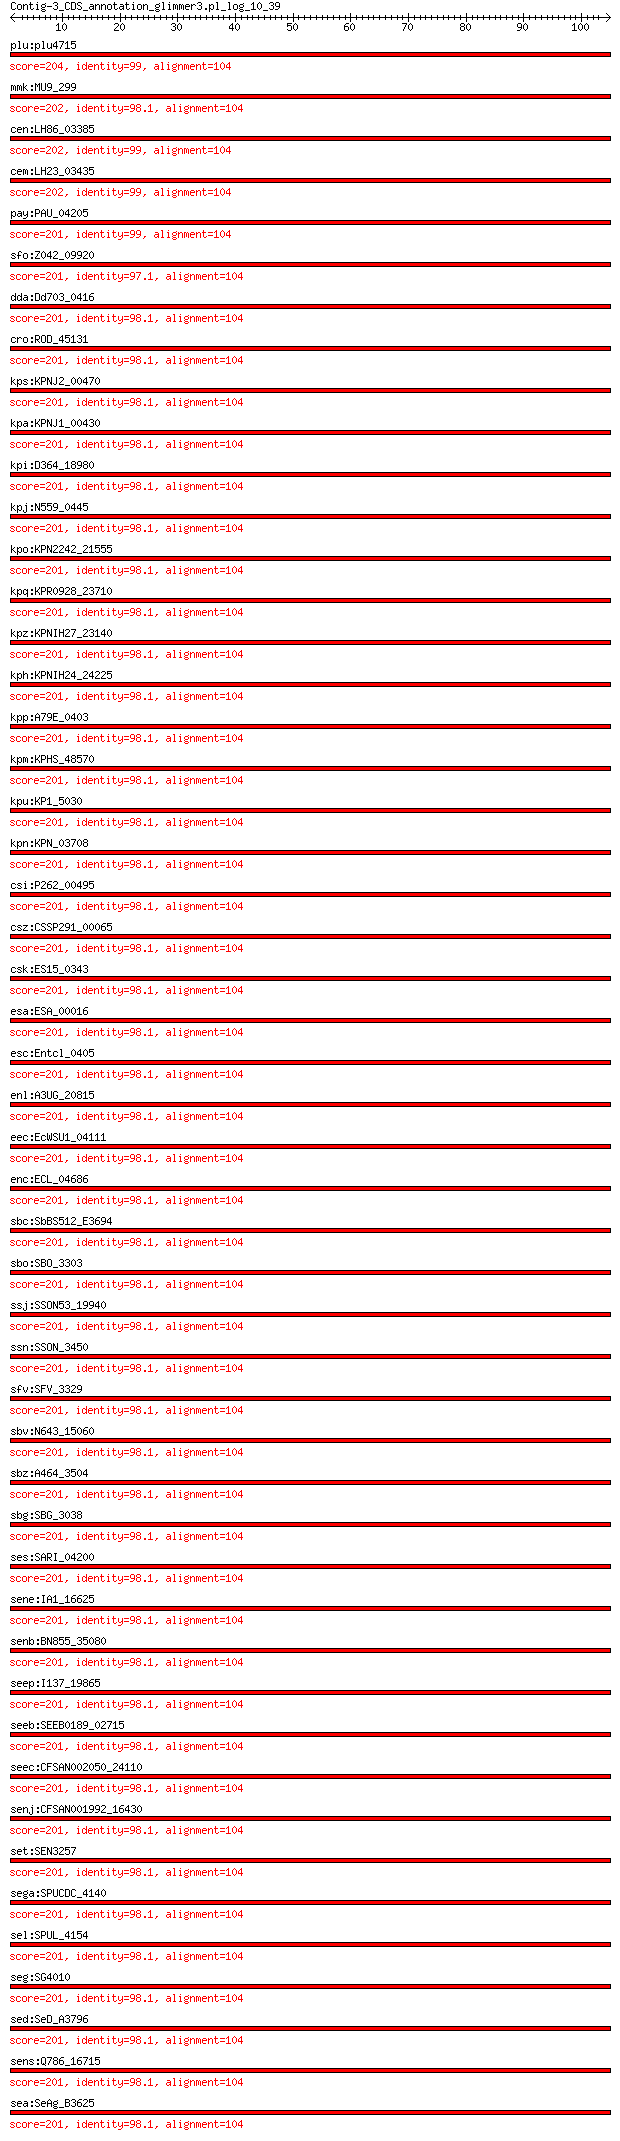 Contig-3_CDS_annotation_glimmer3.pl_log_10_39
10 20 30 40 50 60 70 80 90 100
plu:plu4715
score=204, identity=99, alignment=104
mmk:MU9_299
score=202, identity=98.1, alignment=104
cen:LH86_03385
score=202, identity=99, alignment=104
cem:LH23_03435
score=202, identity=99, alignment=104
pay:PAU_04205
score=201, identity=99, alignment=104
sfo:Z042_09920
score=201, identity=97.1, alignment=104
dda:Dd703_0416
score=201, identity=98.1, alignment=104
cro:ROD_45131
score=201, identity=98.1, alignment=104
kps:KPNJ2_00470
score=201, identity=98.1, alignment=104
kpa:KPNJ1_00430
score=201, identity=98.1, alignment=104
kpi:D364_18980
score=201, identity=98.1, alignment=104
kpj:N559_0445
score=201, identity=98.1, alignment=104
kpo:KPN2242_21555
score=201, identity=98.1, alignment=104
kpq:KPR0928_23710
score=201, identity=98.1, alignment=104
kpz:KPNIH27_23140
score=201, identity=98.1, alignment=104
kph:KPNIH24_24225
score=201, identity=98.1, alignment=104
kpp:A79E_0403
score=201, identity=98.1, alignment=104
kpm:KPHS_48570
score=201, identity=98.1, alignment=104
kpu:KP1_5030
score=201, identity=98.1, alignment=104
kpn:KPN_03708
score=201, identity=98.1, alignment=104
csi:P262_00495
score=201, identity=98.1, alignment=104
csz:CSSP291_00065
score=201, identity=98.1, alignment=104
csk:ES15_0343
score=201, identity=98.1, alignment=104
esa:ESA_00016
score=201, identity=98.1, alignment=104
esc:Entcl_0405
score=201, identity=98.1, alignment=104
enl:A3UG_20815
score=201, identity=98.1, alignment=104
eec:EcWSU1_04111
score=201, identity=98.1, alignment=104
enc:ECL_04686
score=201, identity=98.1, alignment=104
sbc:SbBS512_E3694
score=201, identity=98.1, alignment=104
sbo:SBO_3303
score=201, identity=98.1, alignment=104
ssj:SSON53_19940
score=201, identity=98.1, alignment=104
ssn:SSON_3450
score=201, identity=98.1, alignment=104
sfv:SFV_3329
score=201, identity=98.1, alignment=104
sbv:N643_15060
score=201, identity=98.1, alignment=104
sbz:A464_3504
score=201, identity=98.1, alignment=104
sbg:SBG_3038
score=201, identity=98.1, alignment=104
ses:SARI_04200
score=201, identity=98.1, alignment=104
sene:IA1_16625
score=201, identity=98.1, alignment=104
senb:BN855_35080
score=201, identity=98.1, alignment=104
seep:I137_19865
score=201, identity=98.1, alignment=104
seeb:SEEB0189_02715
score=201, identity=98.1, alignment=104
seec:CFSAN002050_24110
score=201, identity=98.1, alignment=104
senj:CFSAN001992_16430
score=201, identity=98.1, alignment=104
set:SEN3257
score=201, identity=98.1, alignment=104
sega:SPUCDC_4140
score=201, identity=98.1, alignment=104
sel:SPUL_4154
score=201, identity=98.1, alignment=104
seg:SG4010
score=201, identity=98.1, alignment=104
sed:SeD_A3796
score=201, identity=98.1, alignment=104
sens:Q786_16715
score=201, identity=98.1, alignment=104
sea:SeAg_B3625
score=201, identity=98.1, alignment=104